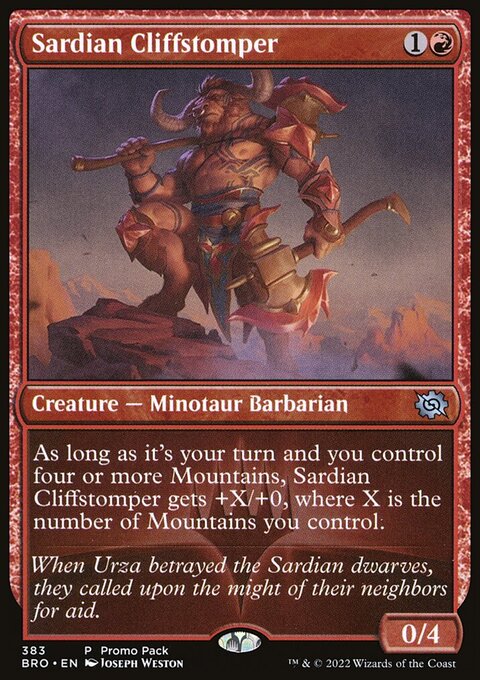 Sardian Cliffstomper 1
Creature — Minotaur Barbarian
As long as it's your turn and you control
four or more Mountains, Sardian
Cliffstomper gets +X/+0, where X is the
number of Mountains you control.
When Urza betrayed the Sardian dwarves,
they called upon the might of their neighbors
for aid.
0/4
383 P Promo Pack
BRO • EN Joseph Weston
™ & © 2022 Wizards of the Coast